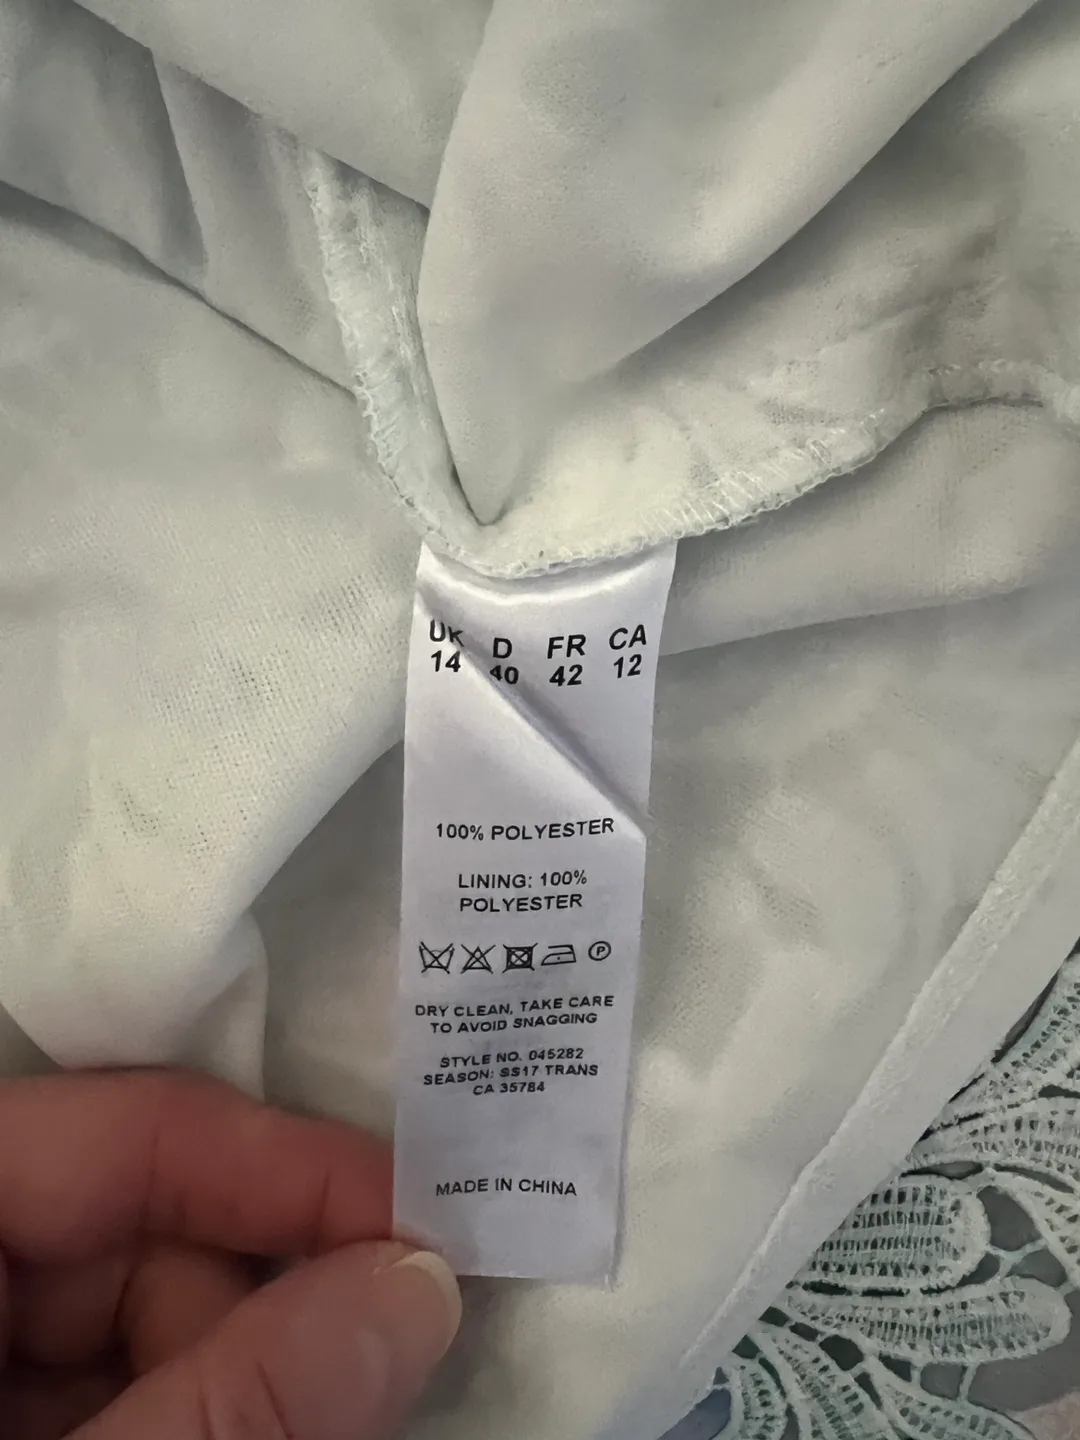 UK D FR CA
14 40 42 12
100% POLYESTER
LINING: 100%
POLYESTER
P
DRY CLEAN, TAKE CARE
TO AVOID SNAGGING
STYLE NO. 045282
SEASON: SS17 TRANS
CA 35784
MADE IN CHINA